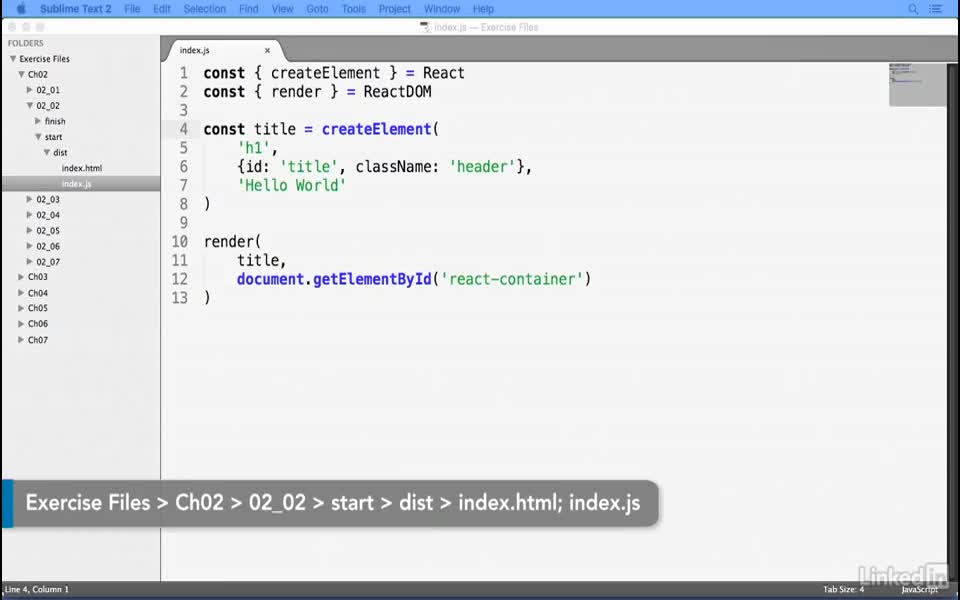 Sublime Text 2 File Edit Selection Find View Goto Tools Project Window Help
index.js — Exercise Files
FOLDERS
Exercise Files
Ch02
02_01
02_02
finish
start
dist
index.html
index.js
02_03
02_04
02_05
02_06
02_07
Ch03
Ch04
Ch05
Ch06
Ch07
index.js ×
1 const { createElement } = React
2 const { render } = ReactDOM
3
4 const title = createElement(
5 'h1',
6 {id: 'title', className: 'header'},
7 'Hello World'
8 )
9
10 render(
11 title,
12 document.getElementById('react-container')
13 )
Exercise Files > Ch02 > 02_02 > start > dist > index.html; index.js
Linked in
Line 4, Column 1 Tab Size: 4 JavaScript